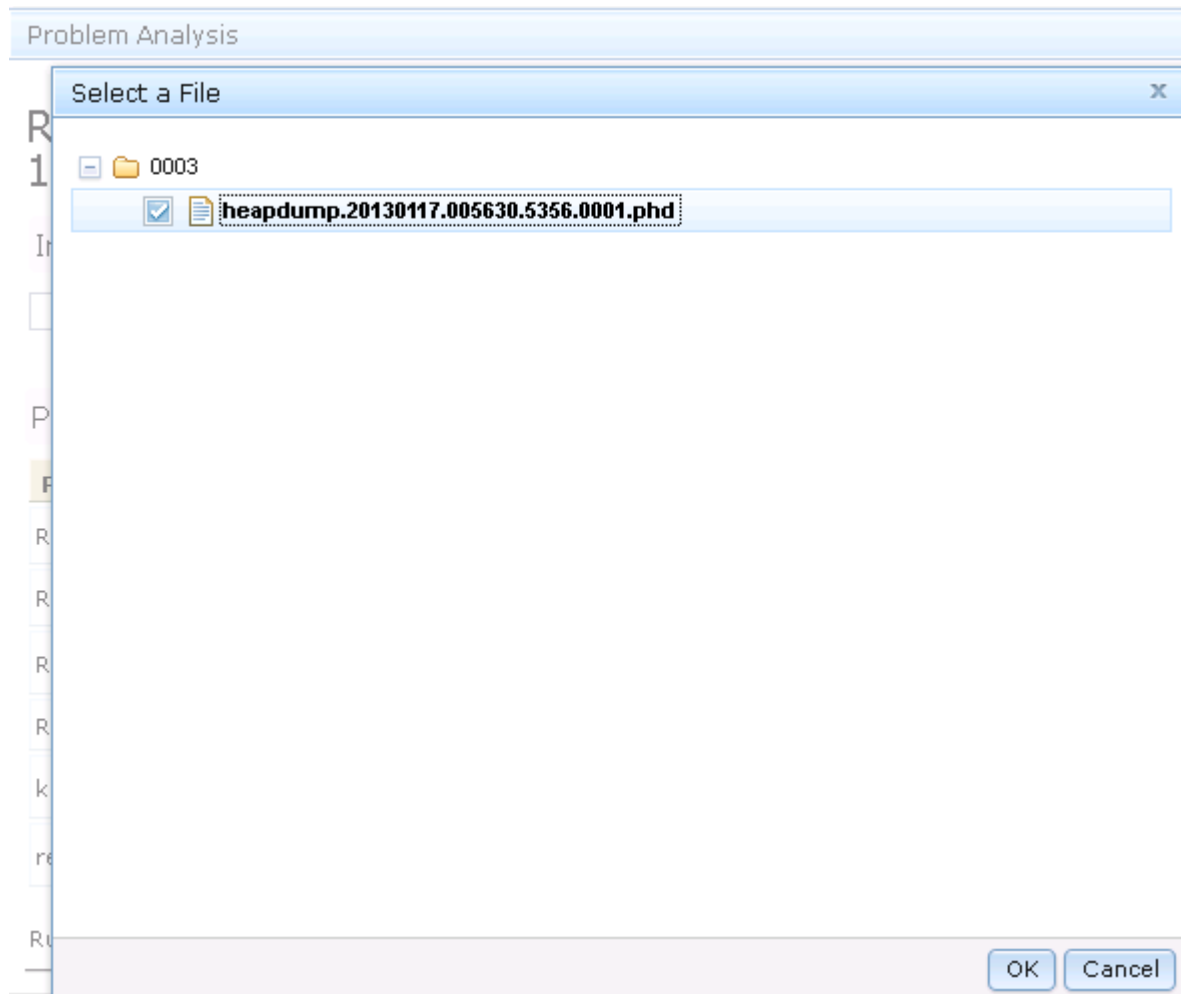 Problem Analysis
Select a File
x
0003
heapdump.20130117.005630.5356.0001.phd
OK Cancel